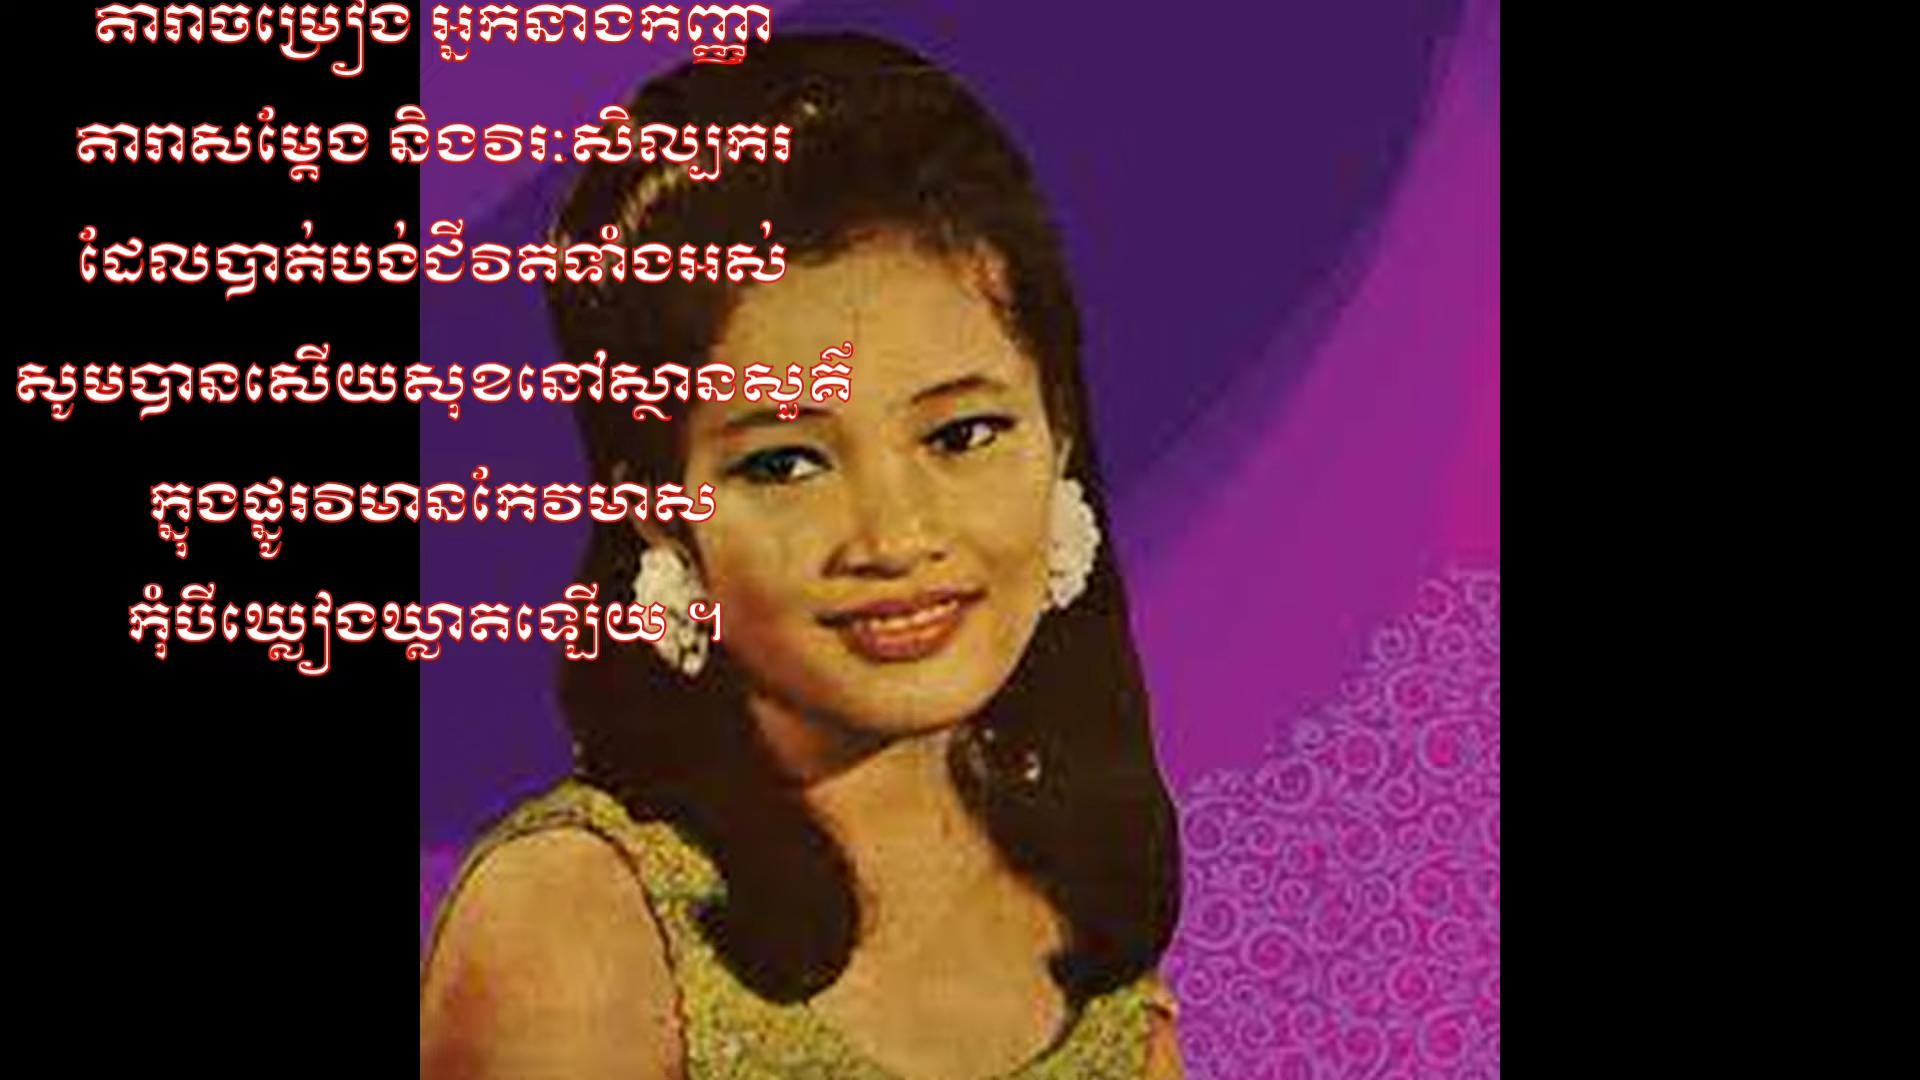 តារាចម្រៀង អ្នកនាងកញ្ញា
តារាសម្ដែង និងវិរៈសិល្បករ
ដែលបាត់បង់ជីវិតទាំងអស់
សូមបានសើយសុខនៅស្ថានសួគ៌
ក្នុងផ្នូរវិមានកែវមាស
កុំបីឃ្លៀងឃ្លាតឡើយ ។